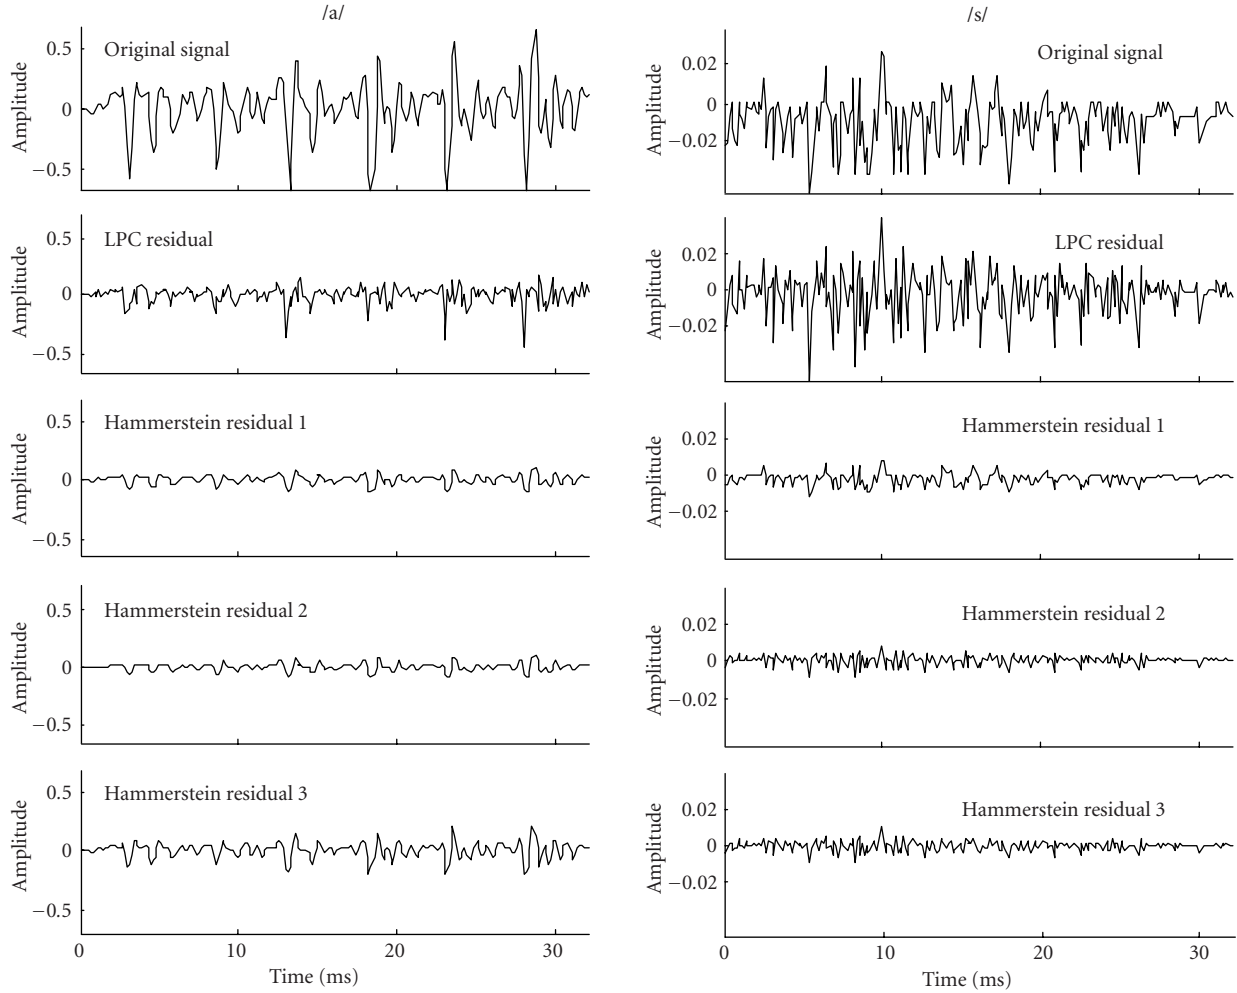 /a/
Original signal
Amplitude
0.5
0
−0.5
LPC residual
Amplitude
0.5
0
−0.5
Hammerstein residual 1
Amplitude
0.5
0
−0.5
Hammerstein residual 2
Amplitude
0.5
0
−0.5
Hammerstein residual 3
Amplitude
0.5
0
−0.5
0 10 20 30
Time (ms)
/s/
Original signal
Amplitude
0.02
0
−0.02
LPC residual
Amplitude
0.02
0
−0.02
Hammerstein residual 1
Amplitude
0.02
0
−0.02
Hammerstein residual 2
Amplitude
0.02
0
−0.02
Hammerstein residual 3
Amplitude
0.02
0
−0.02
0 10 20 30
Time (ms)